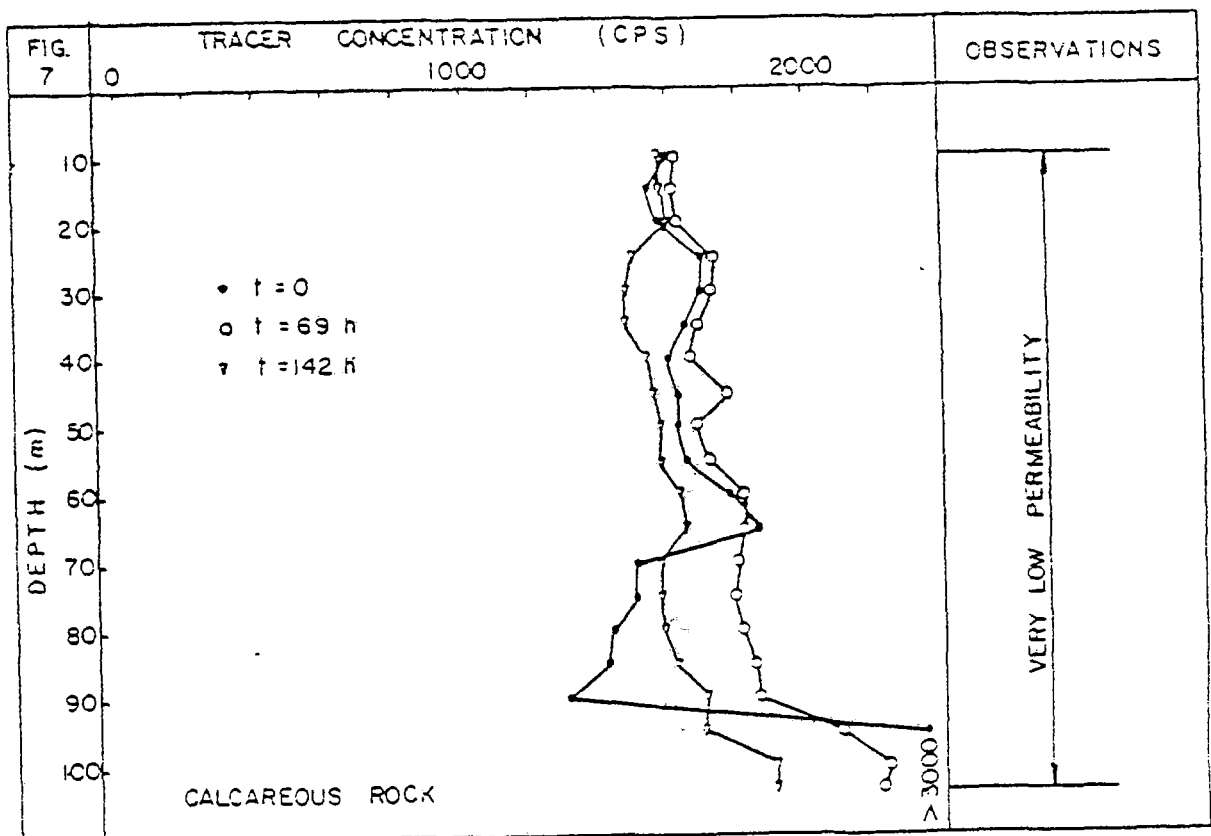 FIG. 7
TRACER CONCENTRATION (CPS)
0 1000 2000
OBSERVATIONS
10
20
30
40
50
60
70
80
90
100
DEPTH (m)
• t = 0
o t = 69 h
▿ t = 142 h
> 3000
CALCAREOUS ROCK
VERY LOW PERMEABILITY